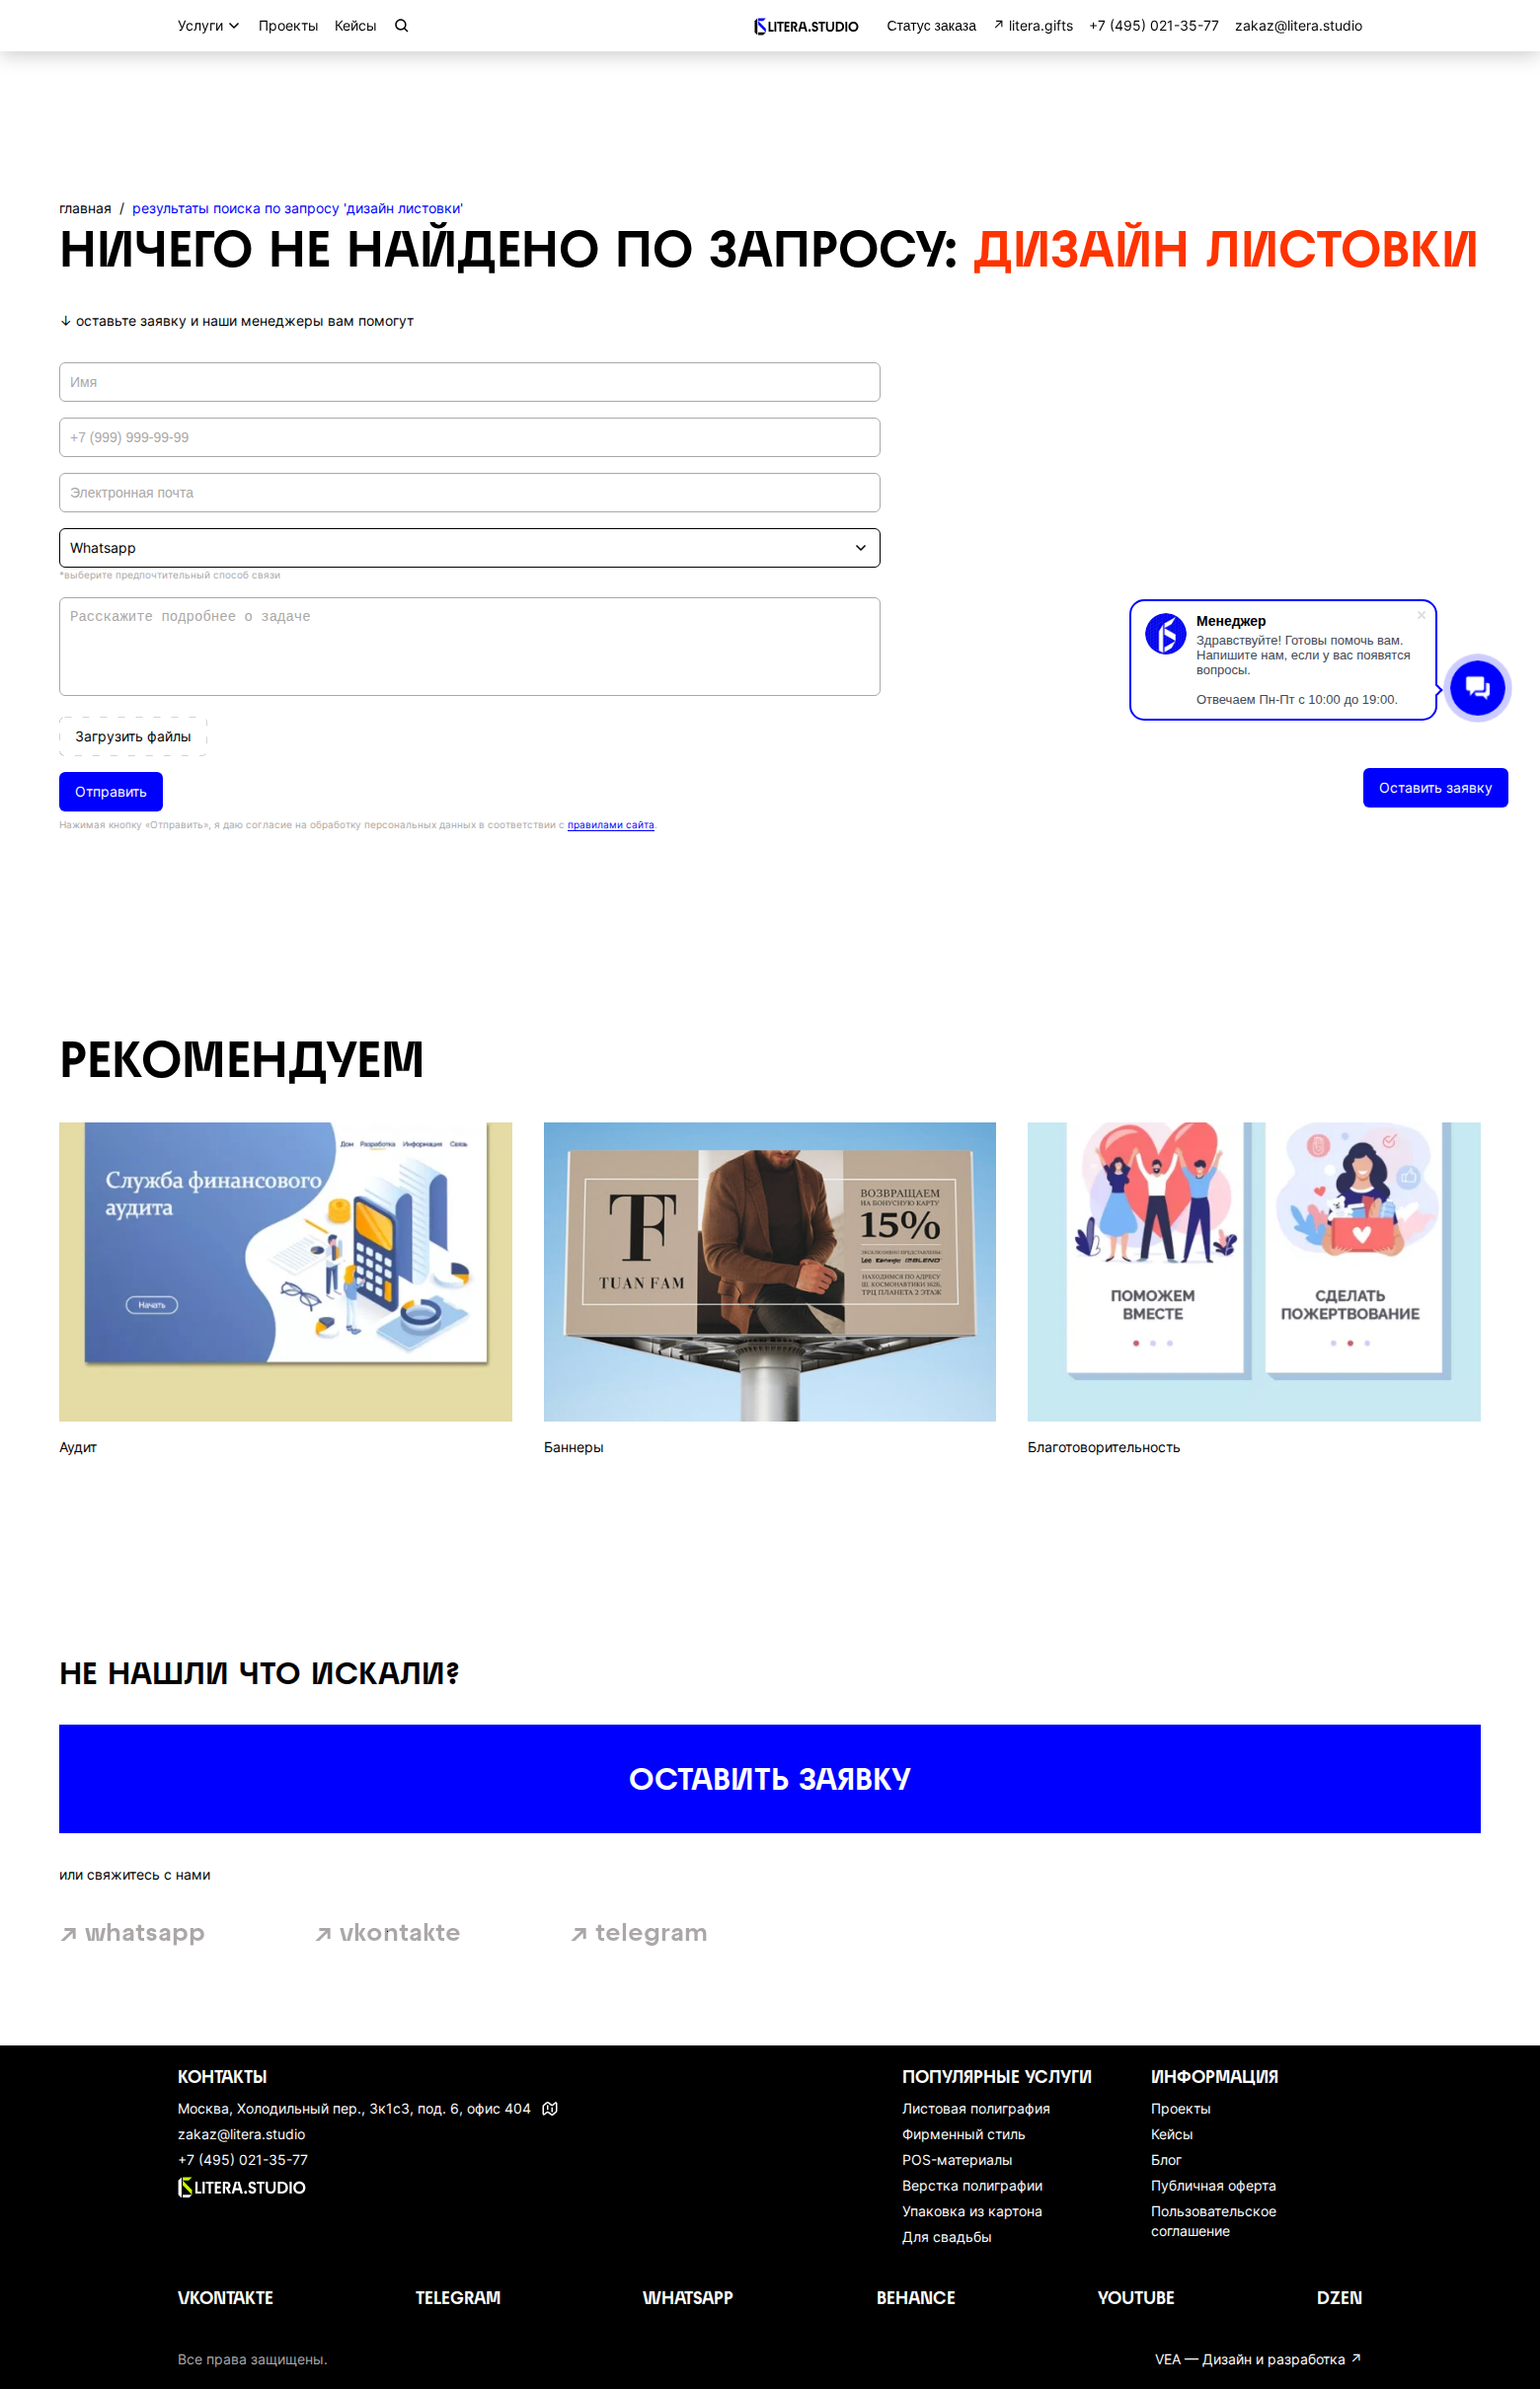 Услуги Проекты Кейсы LITERA.STUDIO Статус заказа ↗ litera.gifts +7 (495) 021-35-77 zakaz@litera.studio
главная / результаты поиска по запросу 'дизайн листовки'
НИЧЕГО НЕ НАЙДЕНО ПО ЗАПРОСУ: ДИЗАЙН ЛИСТОВКИ
↓ оставьте заявку и наши менеджеры вам помогут
Имя
+7 (999) 999-99-99
Электронная почта
Whatsapp
*выберите предпочтительный способ связи
Расскажите подробнее о задаче
Менеджер
Здравствуйте! Готовы помочь вам.
Напишите нам, если у вас появятся
вопросы.
Отвечаем Пн-Пт с 10:00 до 19:00.
Загрузить файлы
Отправить
Оставить заявку
Нажимая кнопку «Отправить», я даю согласие на обработку персональных данных в соответствии с правилами сайта.
РЕКОМЕНДУЕМ
Дом Разработка Информация Связь
Служба финансового
аудита
Начать
TF
TUAN FAM
ВОЗВРАЩАЕМ
НА БОНУСНУЮ КАРТУ
15%
ЭКСКЛЮЗИВНО ПРЕДСТАВЛЕНЫ
НАХОДИМСЯ ПО АДРЕСУ
ТРЦ ПЛАНЕТА 2 ЭТАЖ
ПОМОЖЕМ
ВМЕСТЕ
СДЕЛАТЬ
ПОЖЕРТВОВАНИЕ
Аудит
Баннеры
Благотоворительность
НЕ НАШЛИ ЧТО ИСКАЛИ?
ОСТАВИТЬ ЗАЯВКУ
или свяжитесь с нами
↗ whatsapp ↗ vkontakte ↗ telegram
КОНТАКТЫ
Москва, Холодильный пер., 3к1с3, под. 6, офис 404
zakaz@litera.studio
+7 (495) 021-35-77
LITERA.STUDIO
ПОПУЛЯРНЫЕ УСЛУГИ
Листовая полиграфия
Фирменный стиль
POS-материалы
Верстка полиграфии
Упаковка из картона
Для свадьбы
ИНФОРМАЦИЯ
Проекты
Кейсы
Блог
Публичная оферта
Пользовательское
соглашение
VKONTAKTE TELEGRAM WHATSAPP BEHANCE YOUTUBE DZEN
Все права защищены. VEA — Дизайн и разработка ↗